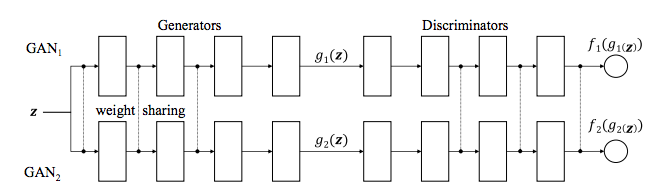 Generators
Discriminators
GAN₁
g₁(z)
f₁(g₁(z))
z
weight sharing
g₂(z)
f₂(g₂(z))
GAN₂